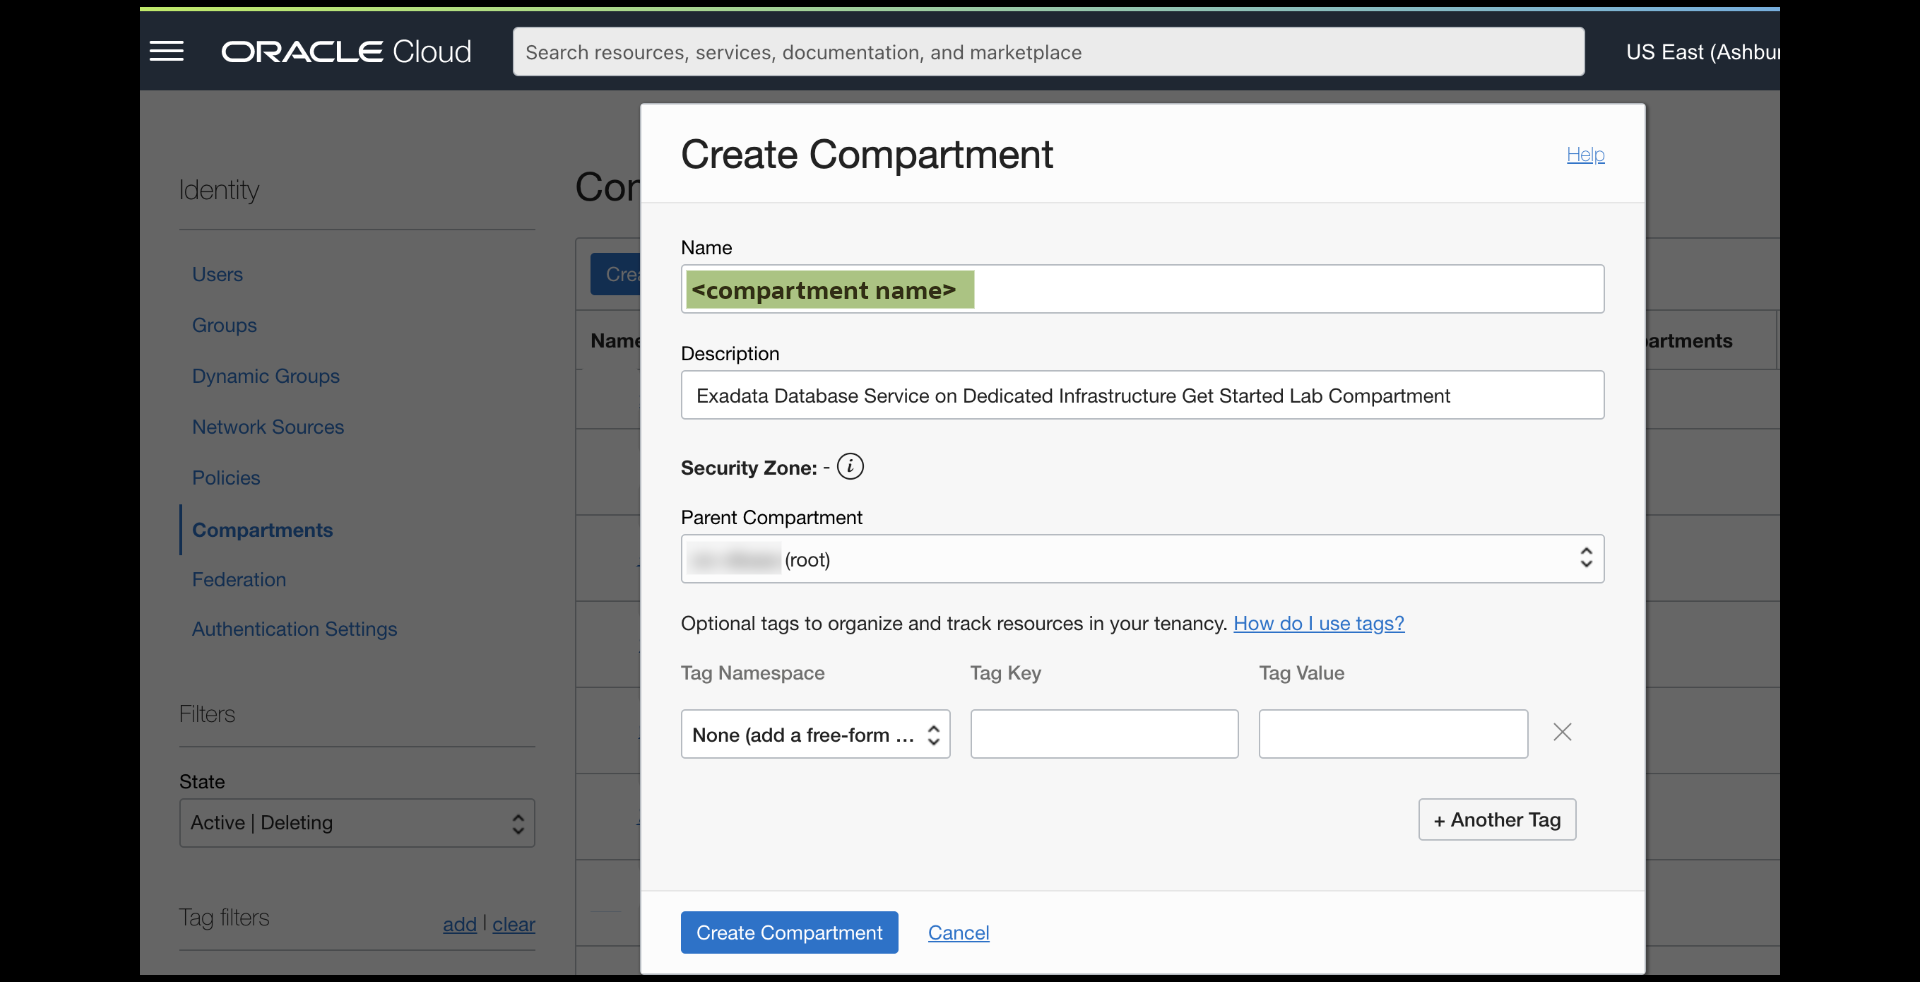 ORACLE Cloud
Search resources, services, documentation, and marketplace
US East (Ashbur
Identity
Users
Groups
Dynamic Groups
Network Sources
Policies
Compartments
Federation
Authentication Settings
Filters
State
Active | Deleting
Tag filters
add | clear
Cor
Crea
Name
partments
Create Compartment
Help
Name
<compartment name>
Description
Exadata Database Service on Dedicated Infrastructure Get Started Lab Compartment
Security Zone: - i
Parent Compartment
(root)
Optional tags to organize and track resources in your tenancy. How do I use tags?
Tag Namespace Tag Key Tag Value
None (add a free-form ...
+ Another Tag
Create Compartment Cancel